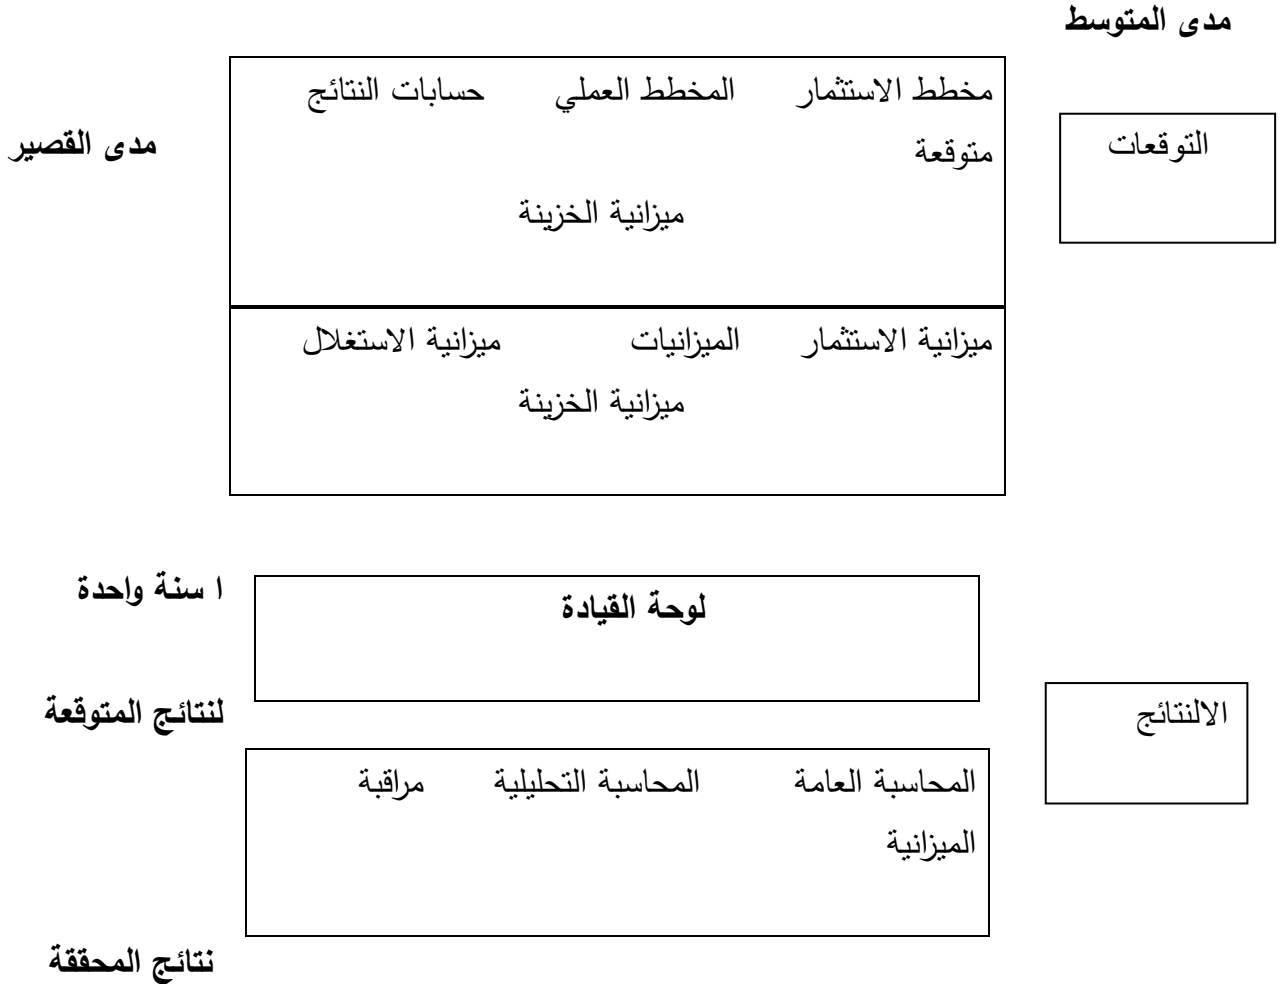 مدى المتوسط
مخطط الاستثمار المخطط العملي حسابات النتائج
متوقعة
ميزانية الخزينة
التوقعات
مدى القصير
ميزانية الاستثمار الميزانيات ميزانية الاستغلال
ميزانية الخزينة
ا سنة واحدة
لوحة القيادة
الالنتائج
لنتائج المتوقعة
المحاسبة العامة المحاسبة التحليلية مراقبة
الميزانية
نتائج المحققة